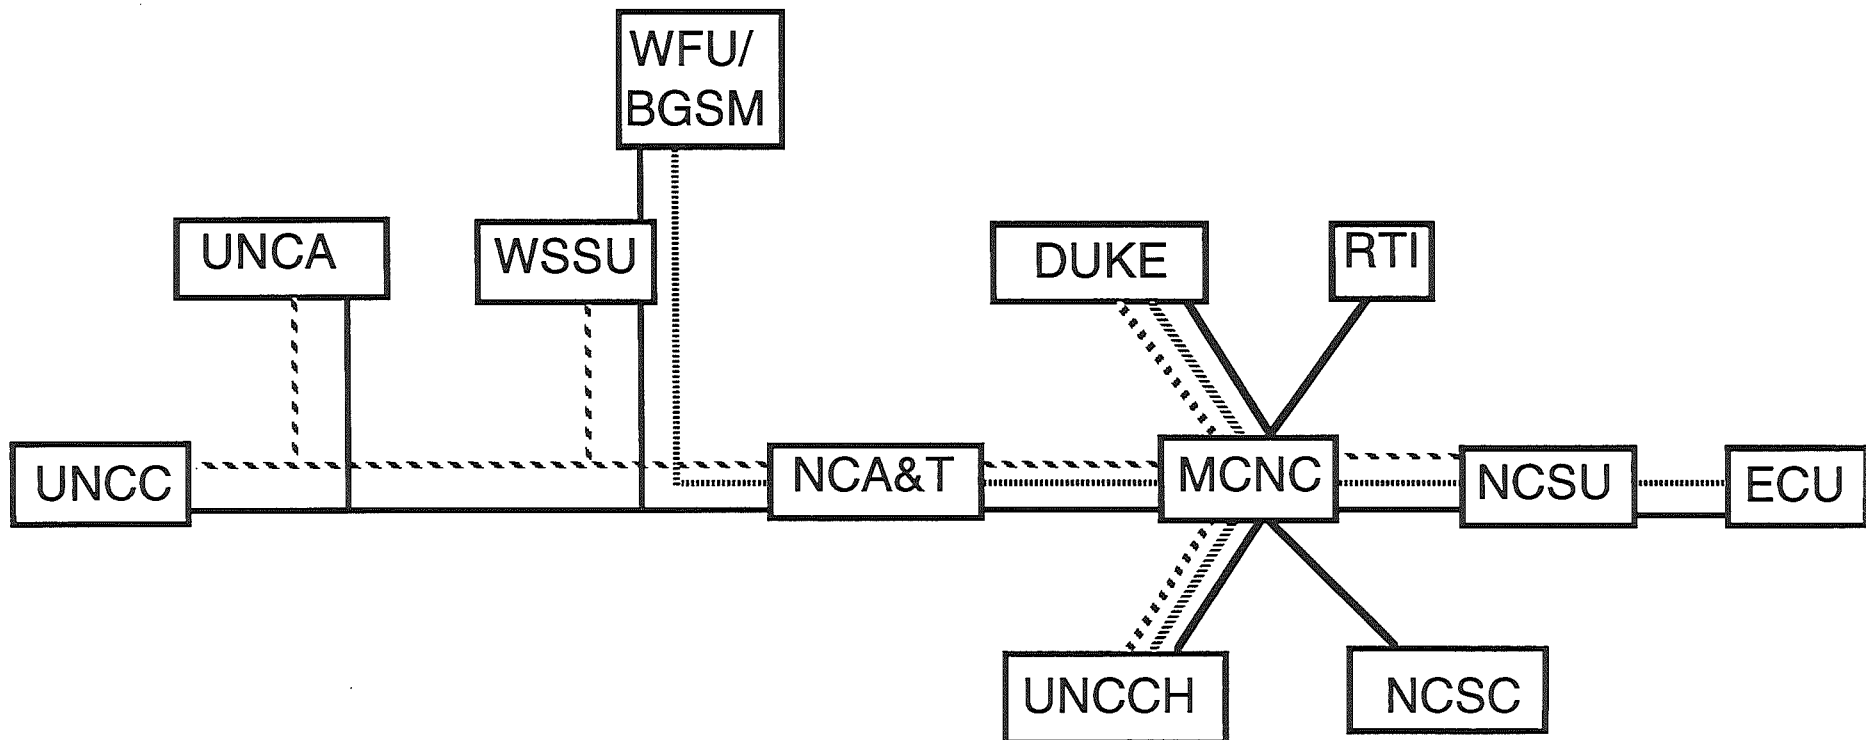 WFU/
BGSM
UNCA
WSSU
DUKE
RTI
UNCC
NCA&T
MCNC
NCSU
ECU
UNCCH
NCSC